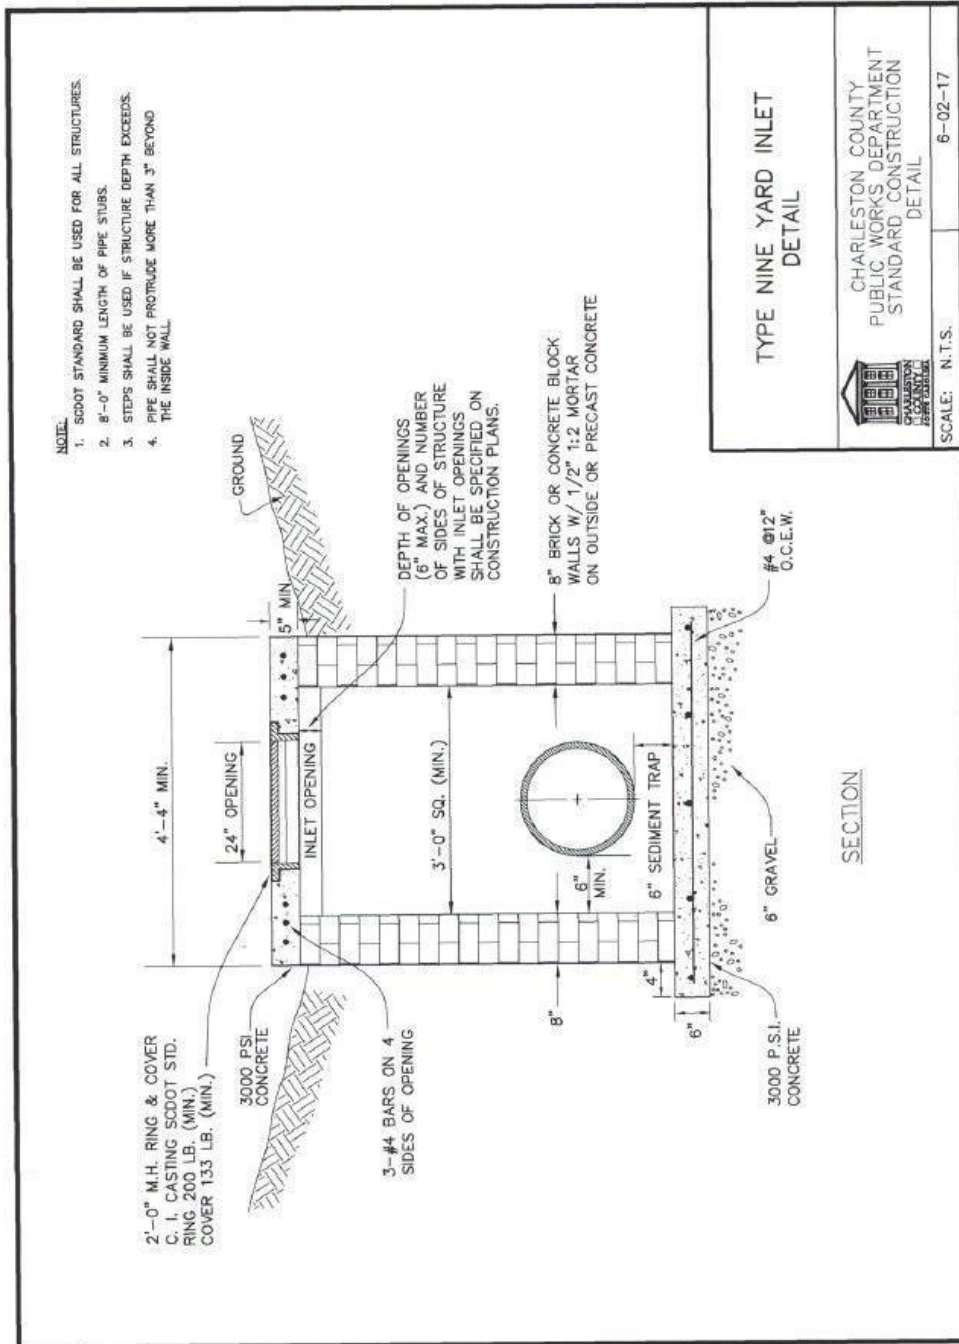 NOTE:
1. SCDOT STANDARD SHALL BE USED FOR ALL STRUCTURES.
2. 8'-0" MINIMUM LENGTH OF PIPE STUBS.
3. STEPS SHALL BE USED IF STRUCTURE DEPTH EXCEEDS.
4. PIPE SHALL NOT PROTRUDE MORE THAN 3" BEYOND
THE INSIDE WALL.
2'-0" M.H. RING & COVER
C. I. CASTING SCDOT STD.
RING 200 LB. (MIN.)
COVER 133 LB. (MIN.)
4'-4" MIN.
24" OPENING
GROUND
3000 PSI
CONCRETE
5" MIN
INLET OPENING
3-#4 BARS ON 4
SIDES OF OPENING
DEPTH OF OPENINGS
(6" MAX.) AND NUMBER
OF SIDES OF STRUCTURE
WITH INLET OPENINGS
SHALL BE SPECIFIED ON
CONSTRUCTION PLANS.
3'-0" SQ. (MIN.)
8"
8" BRICK OR CONCRETE BLOCK
WALLS W/ 1/2" 1:2 MORTAR
ON OUTSIDE OR PRECAST CONCRETE
6"
MIN.
6" SEDIMENT TRAP
4"
6"
3000 P.S.I.
CONCRETE
6" GRAVEL
#4 @12"
O.C.E.W.
SECTION
TYPE NINE YARD INLET
DETAIL
CHARLESTON COUNTY
PUBLIC WORKS DEPARTMENT
STANDARD CONSTRUCTION
DETAIL
CHARLESTON
COUNTY
SOUTH CAROLINA
SCALE: N.T.S.
6-02-17